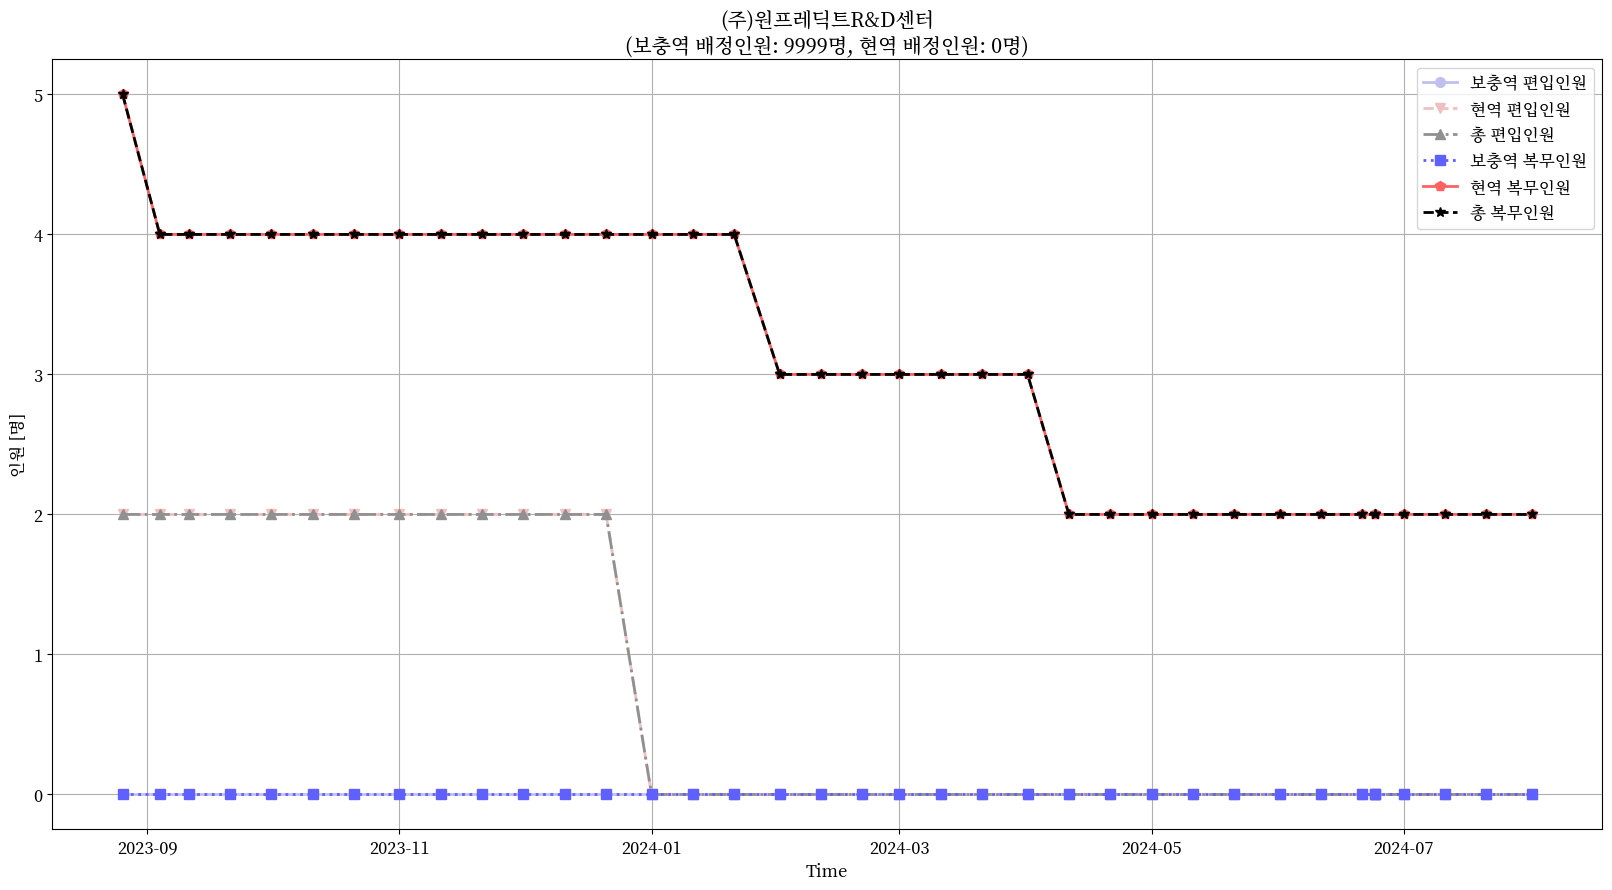 (주)원프레딕트R&D센터
(보충역 배정인원: 9999명, 현역 배정인원: 0명)
보충역 편입인원
현역 편입인원
총 편입인원
보충역 복무인원
현역 복무인원
총 복무인원
인원 [명]
5
4
3
2
1
0
2023-09
2023-11
2024-01
2024-03
2024-05
2024-07
Time